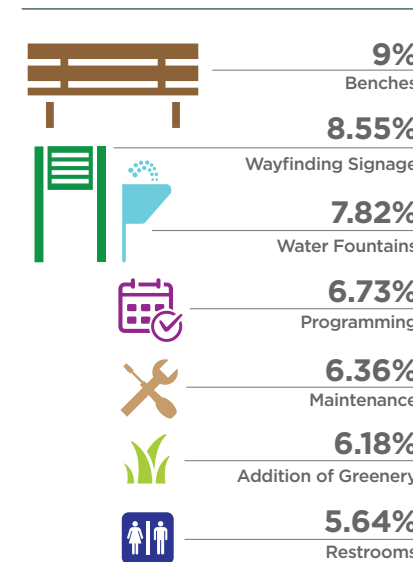 9%
Benches
8.55%
Wayfinding Signage
7.82%
Water Fountains
6.73%
Programming
6.36%
Maintenance
6.18%
Addition of Greenery
5.64%
Restrooms